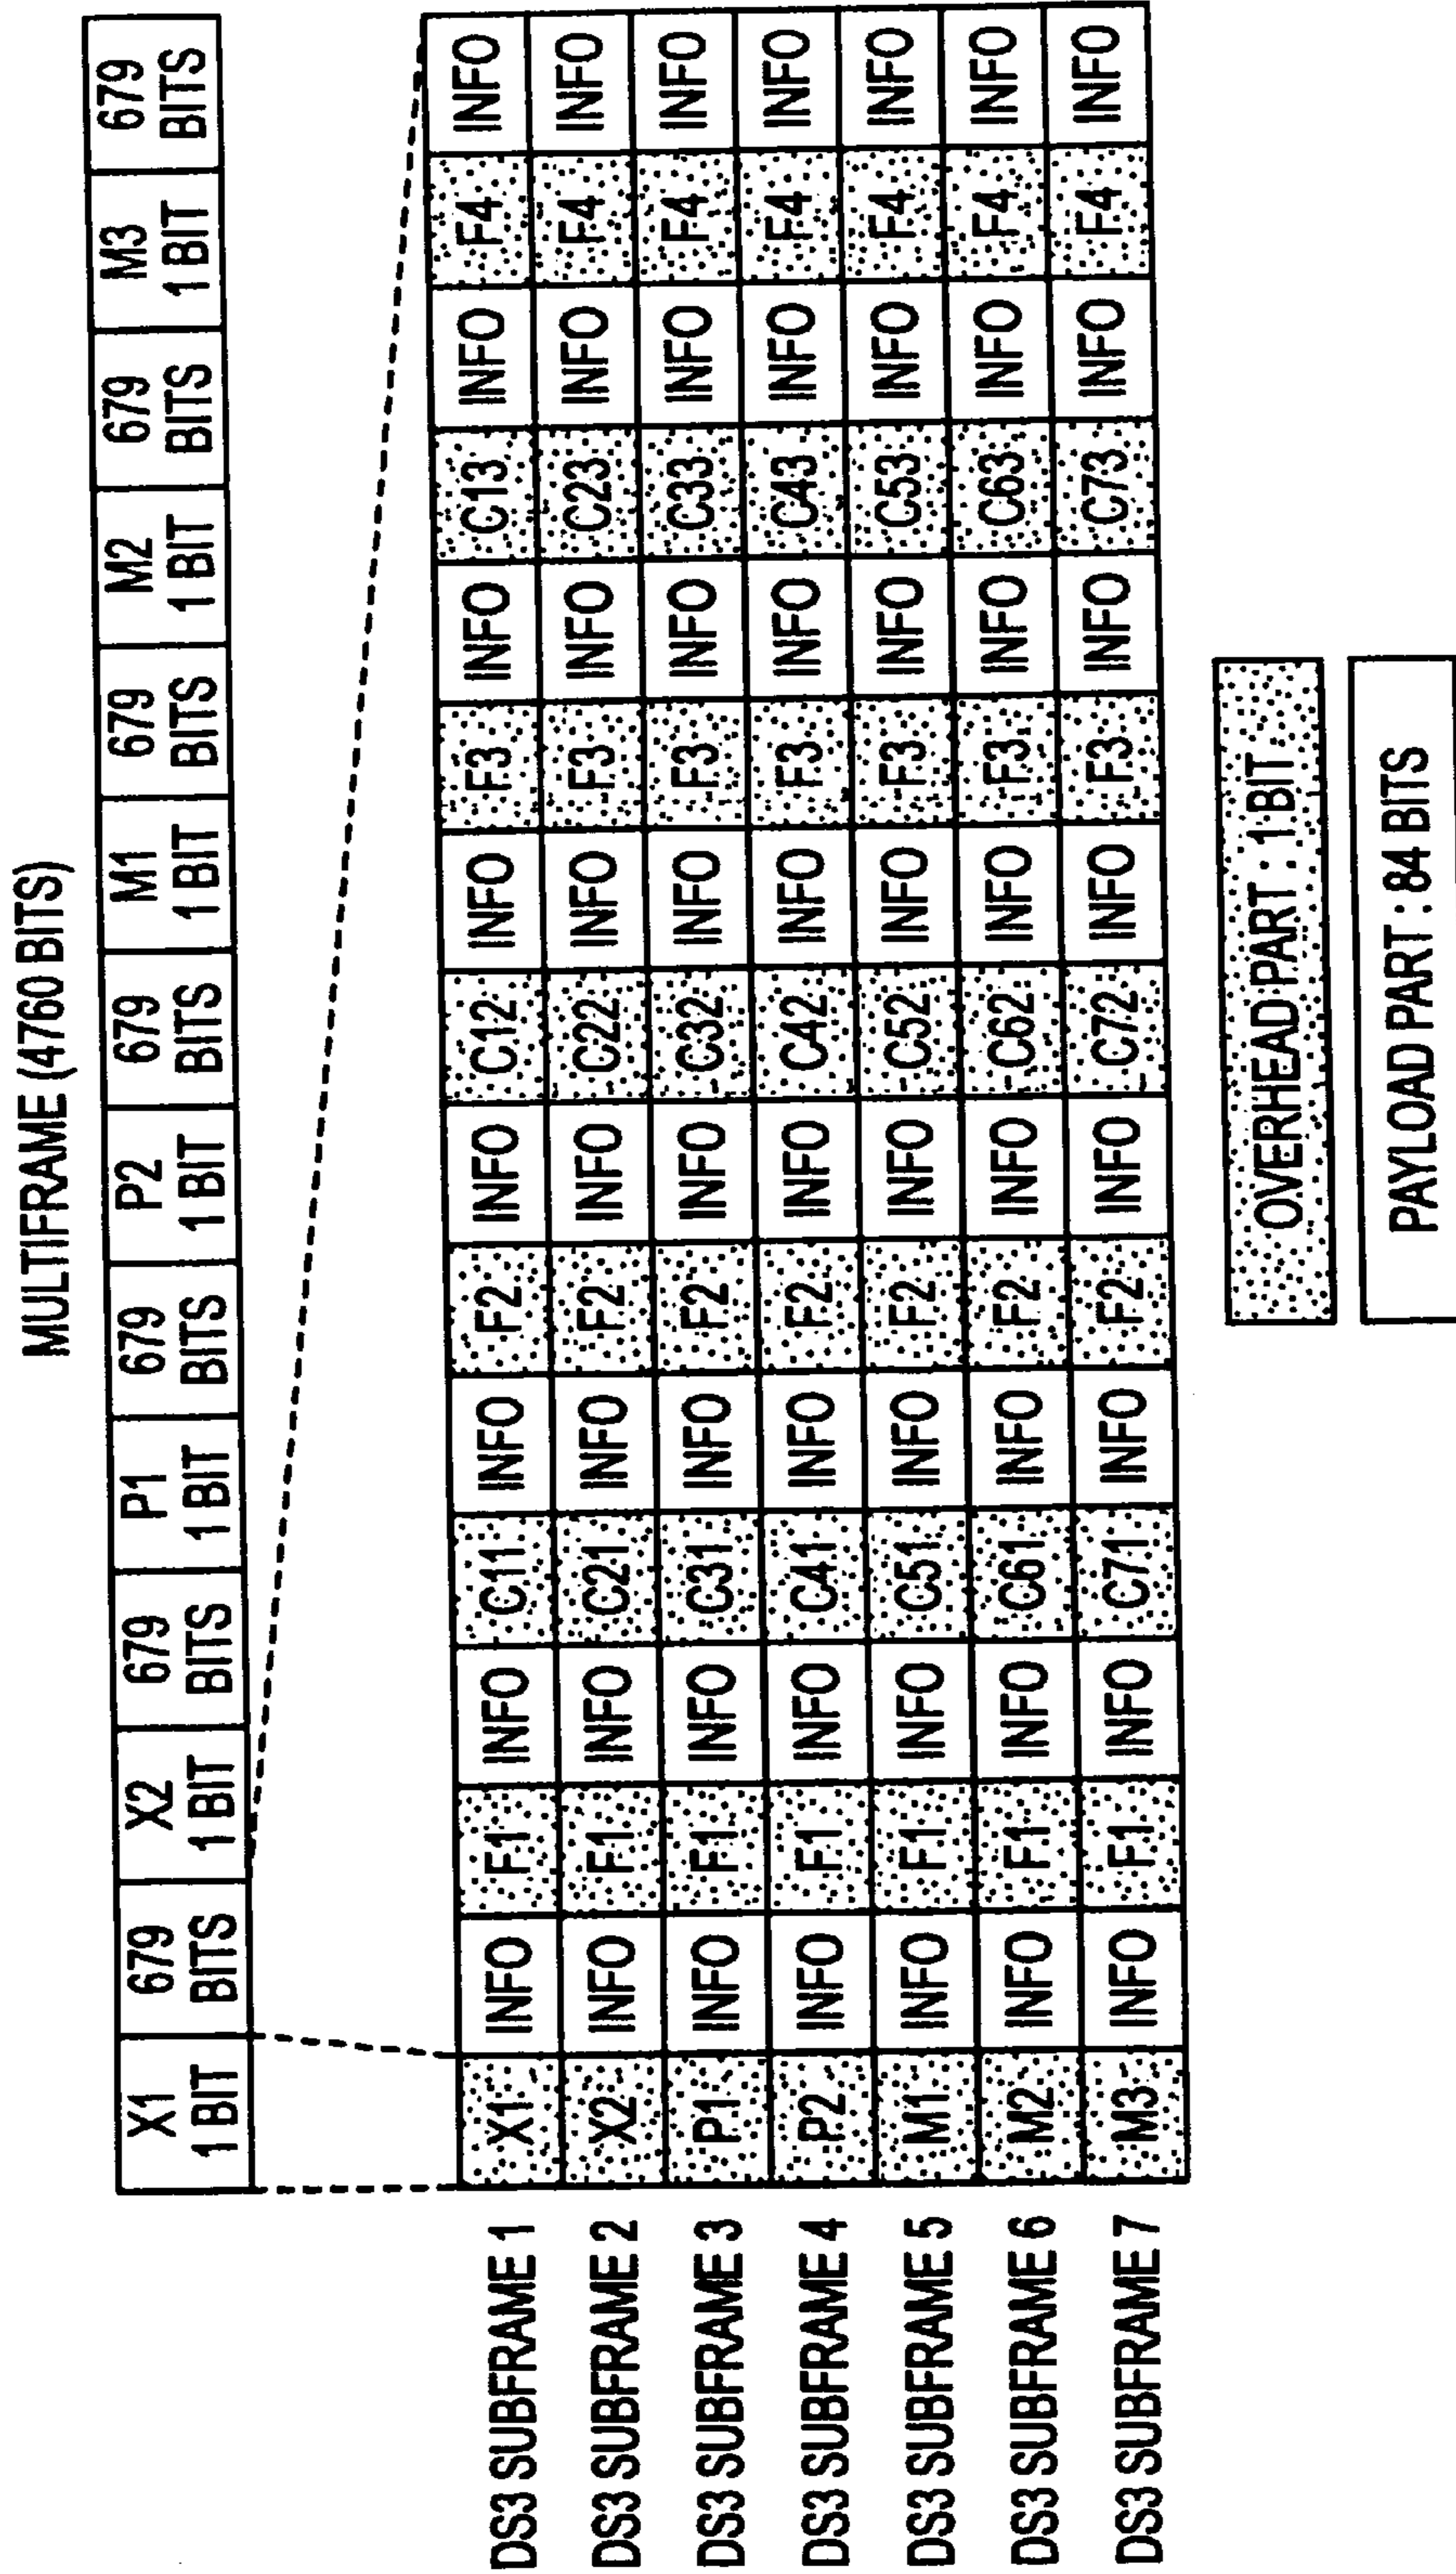 MULTIFRAME (4760 BITS)
X1 1 BIT 679 BITS X2 1 BIT 679 BITS P1 1 BIT 679 BITS P2 1 BIT 679 BITS M1 1 BIT 679 BITS M2 1 BIT 679 BITS M3 1 BIT 679 BITS
DS3 SUBFRAME 1 X1 INFO F1 INFO C11 INFO F2 INFO C12 INFO F3 INFO C13 INFO F4 INFO
DS3 SUBFRAME 2 X2 INFO F1 INFO C21 INFO F2 INFO C22 INFO F3 INFO C23 INFO F4 INFO
DS3 SUBFRAME 3 P1 INFO F1 INFO C31 INFO F2 INFO C32 INFO F3 INFO C33 INFO F4 INFO
DS3 SUBFRAME 4 P2 INFO F1 INFO C41 INFO F2 INFO C42 INFO F3 INFO C43 INFO F4 INFO
DS3 SUBFRAME 5 M1 INFO F1 INFO C51 INFO F2 INFO C52 INFO F3 INFO C53 INFO F4 INFO
DS3 SUBFRAME 6 M2 INFO F1 INFO C61 INFO F2 INFO C62 INFO F3 INFO C63 INFO F4 INFO
DS3 SUBFRAME 7 M3 INFO F1 INFO C71 INFO F2 INFO C72 INFO F3 INFO C73 INFO F4 INFO
OVERHEAD PART : 1 BIT
PAYLOAD PART : 84 BITS